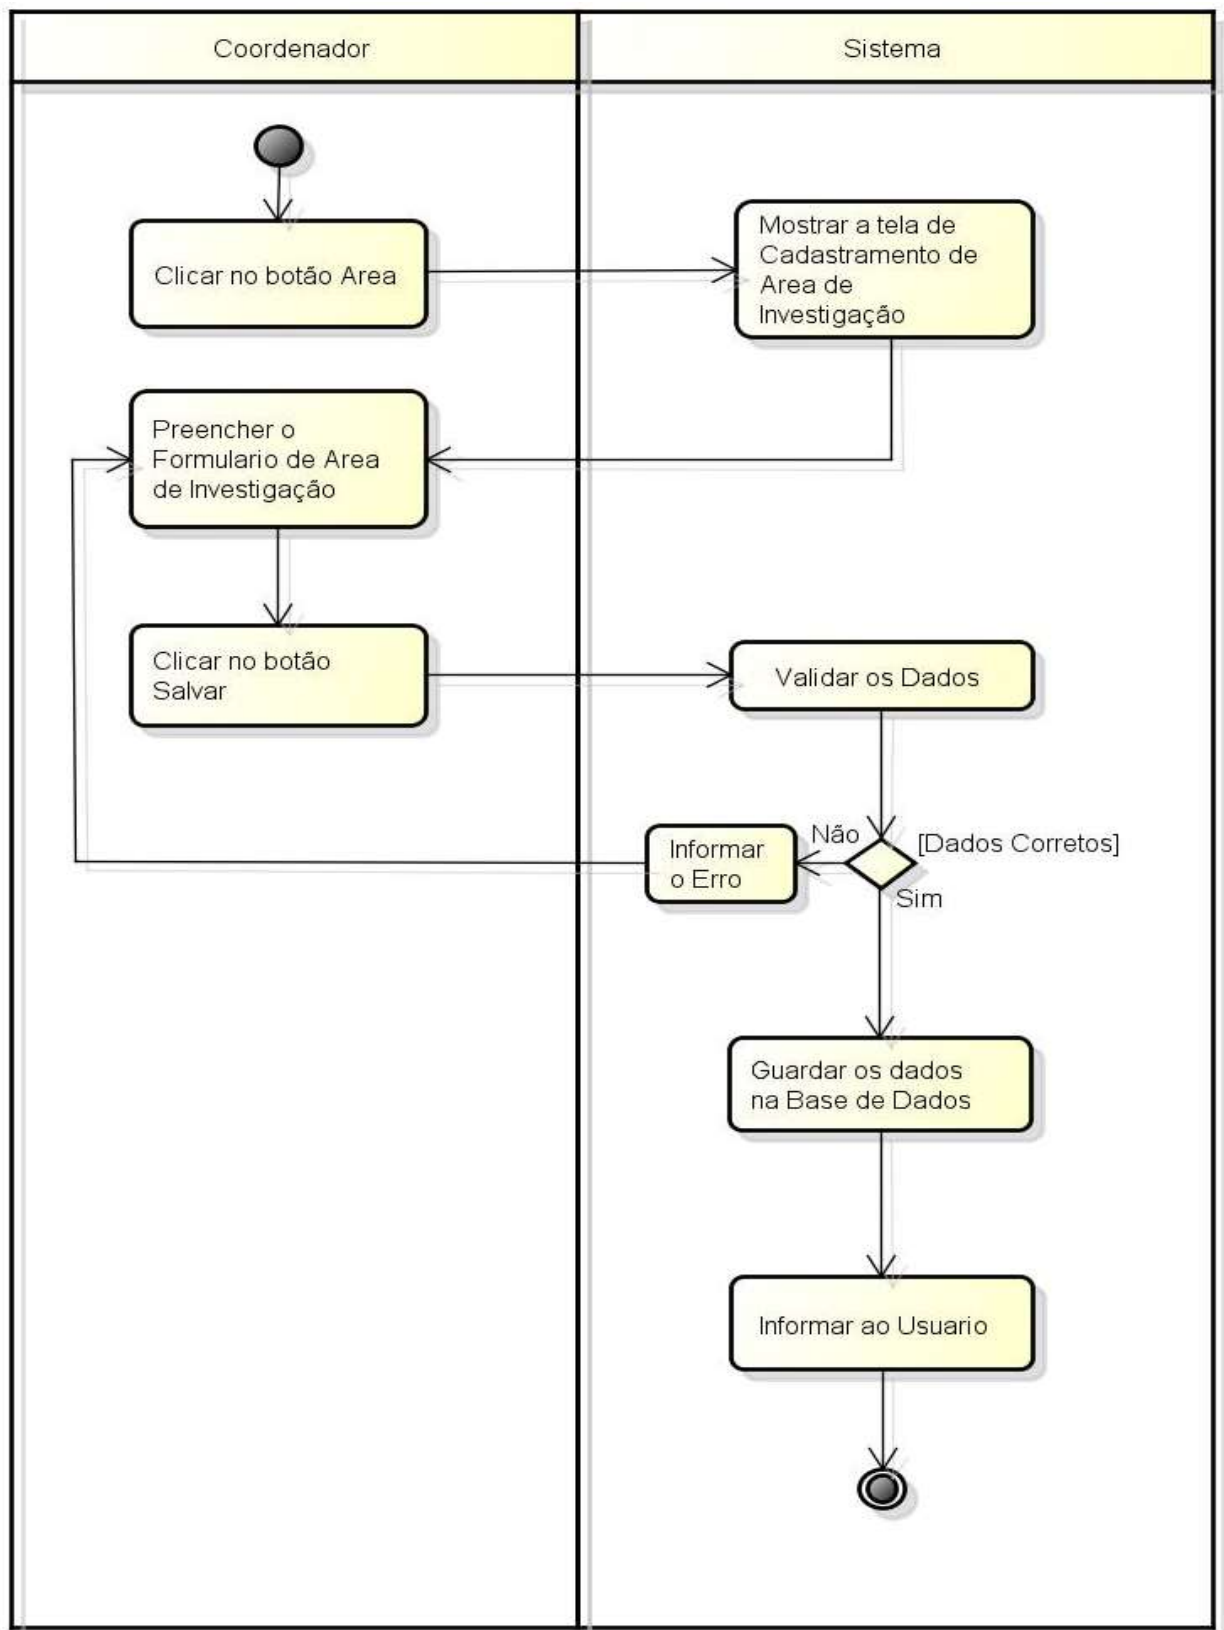 Coordenador
Sistema
Clicar no botão Area
Mostrar a tela de
Cadastramento de
Area de
Investigação
Preencher o
Formulario de Area
de Investigação
Clicar no botão
Salvar
Validar os Dados
Não
[Dados Corretos]
Informar
o Erro
Sim
Guardar os dados
na Base de Dados
Informar ao Usuario